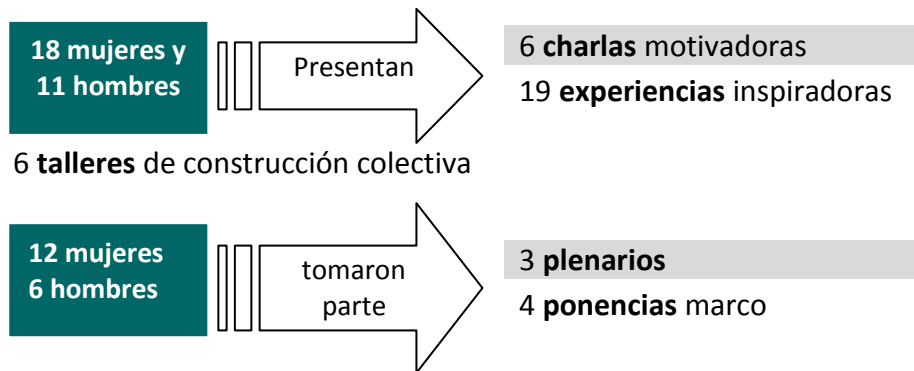 18 mujeres y
11 hombres
Presentan
6 charlas motivadoras
19 experiencias inspiradoras
6 talleres de construcción colectiva
12 mujeres
6 hombres
tomaron
parte
3 plenarios
4 ponencias marco